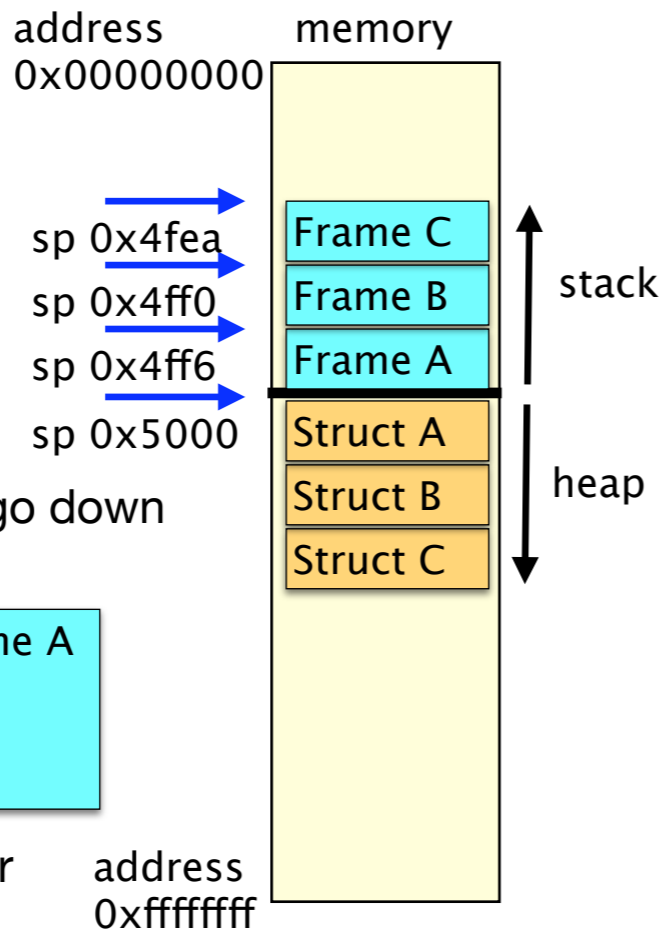 address memory
0x00000000
sp 0x4fea
Frame C
stack
sp 0x4ff0
Frame B
sp 0x4ff6
Frame A
sp 0x5000
Struct A
go down
Struct B
heap
Struct C
A
address
0xffffffff